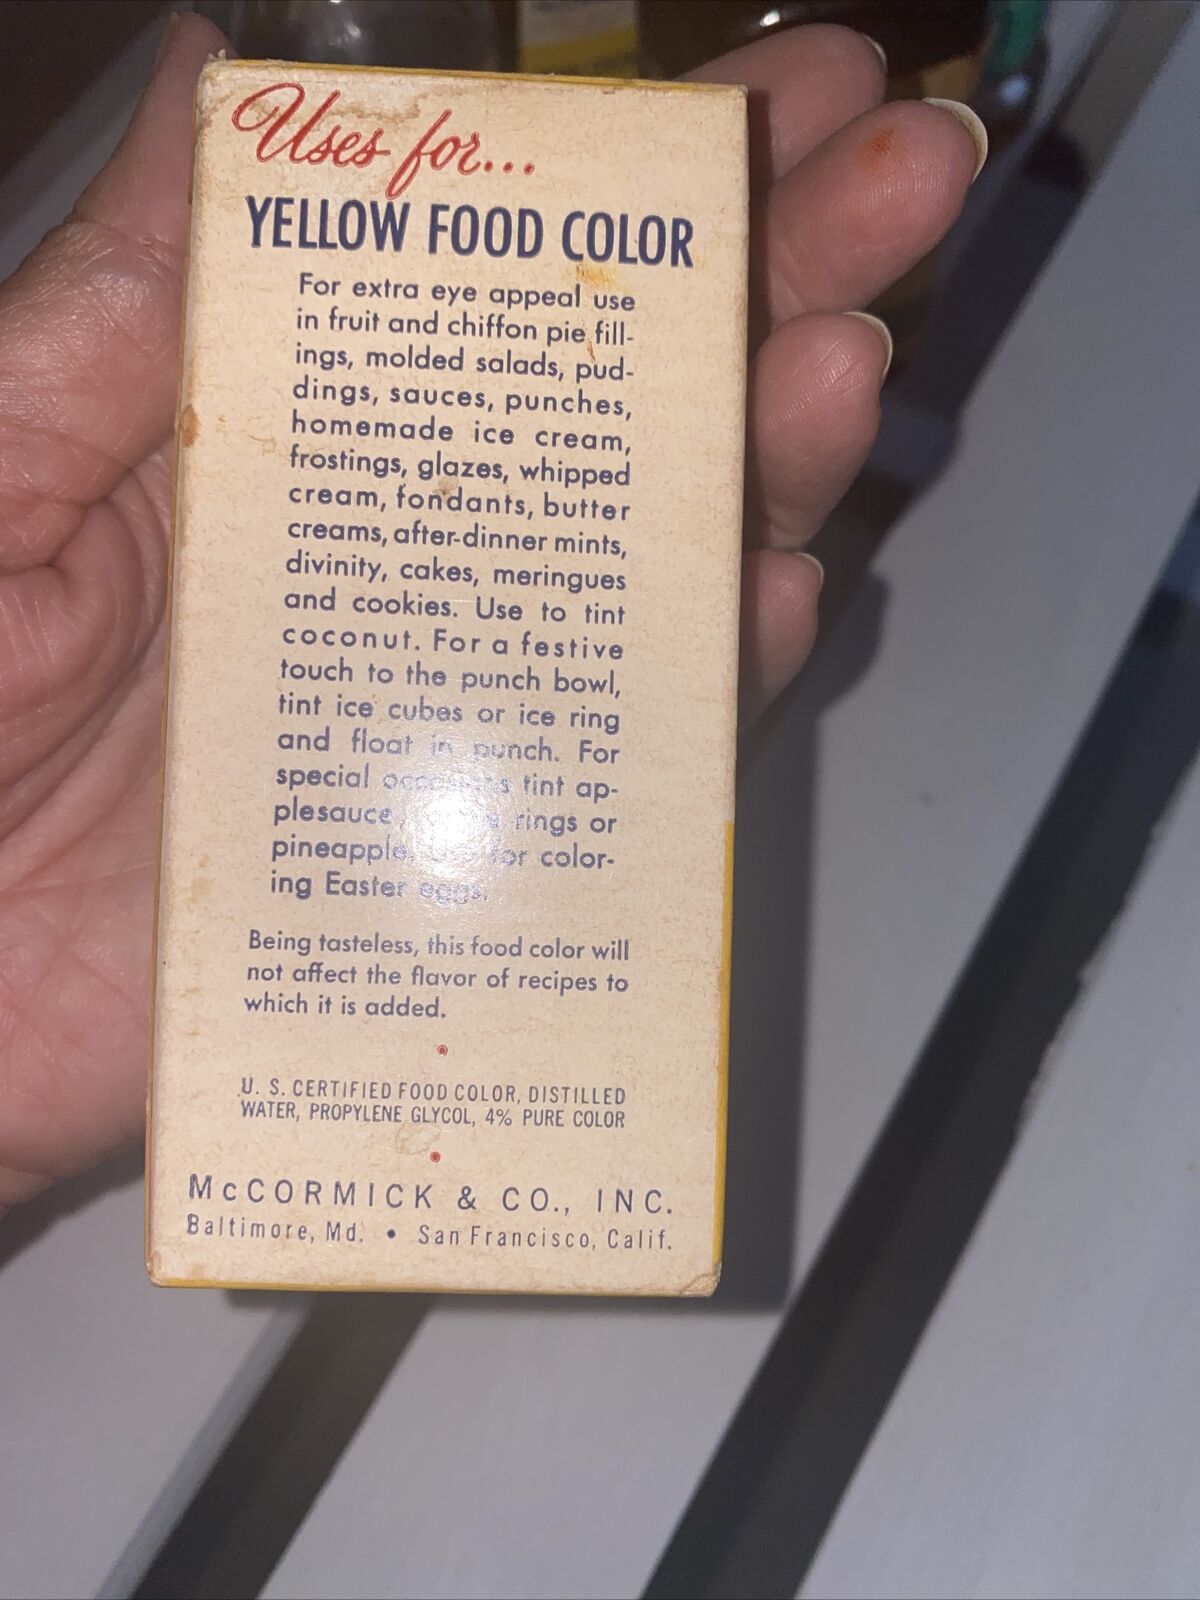 Uses for...
YELLOW FOOD COLOR
For extra eye appeal use
in fruit and chiffon pie fill-
ings, molded salads, pud-
dings, sauces, punches,
homemade ice cream,
frostings, glazes, whipped
cream, fondants, butter
creams, after-dinner mints,
divinity, cakes, meringues
and cookies. Use to tint
coconut. For a festive
touch to the punch bowl,
tint ice cubes or ice ring
and float in punch. For
special occasions tint ap-
plesauce, rings or
pineapple. Use for color-
ing Easter eggs.
Being tasteless, this food color will
not affect the flavor of recipes to
which it is added.
U. S. CERTIFIED FOOD COLOR, DISTILLED
WATER, PROPYLENE GLYCOL, 4% PURE COLOR
McCORMICK & CO., INC.
Baltimore, Md. • San Francisco, Calif.